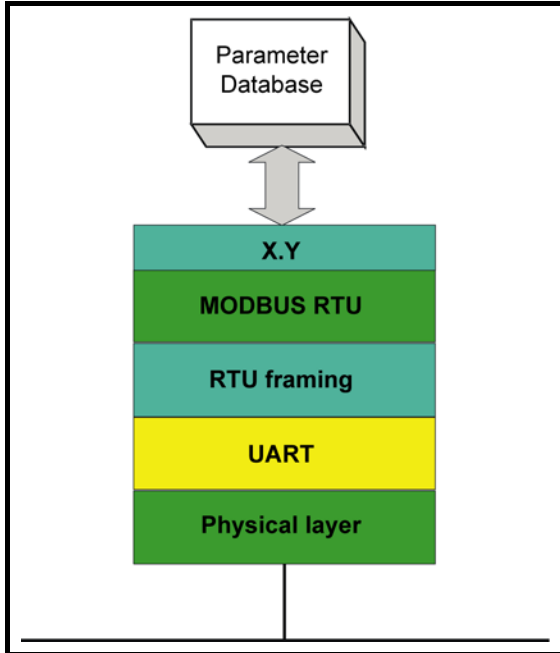 Parameter
Database
X.Y
MODBUS RTU
RTU framing
UART
Physical layer